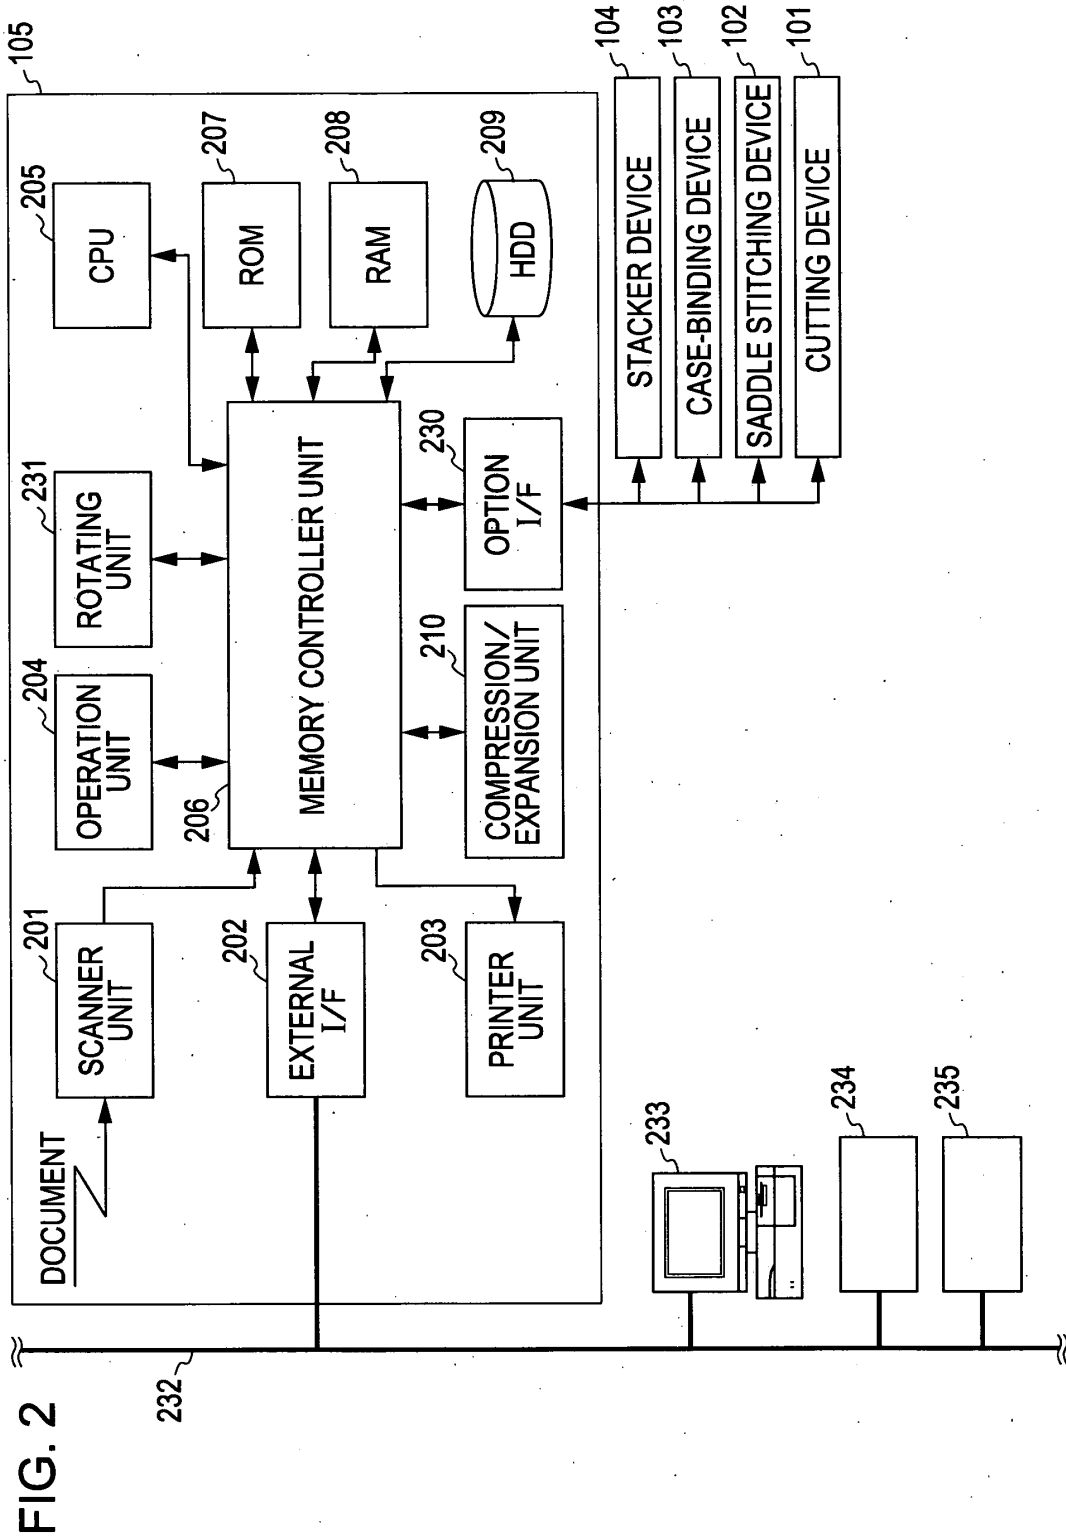 FIG. 2
105
DOCUMENT
201
SCANNER
UNIT
204
OPERATION
UNIT
231
ROTATING
UNIT
205
CPU
206
MEMORY CONTROLLER UNIT
207
ROM
208
RAM
209
HDD
202
EXTERNAL
I/F
203
PRINTER
UNIT
210
COMPRESSION/
EXPANSION UNIT
230
OPTION
I/F
104
STACKER DEVICE
103
CASE-BINDING DEVICE
102
SADDLE STITCHING DEVICE
101
CUTTING DEVICE
232
233
234
235